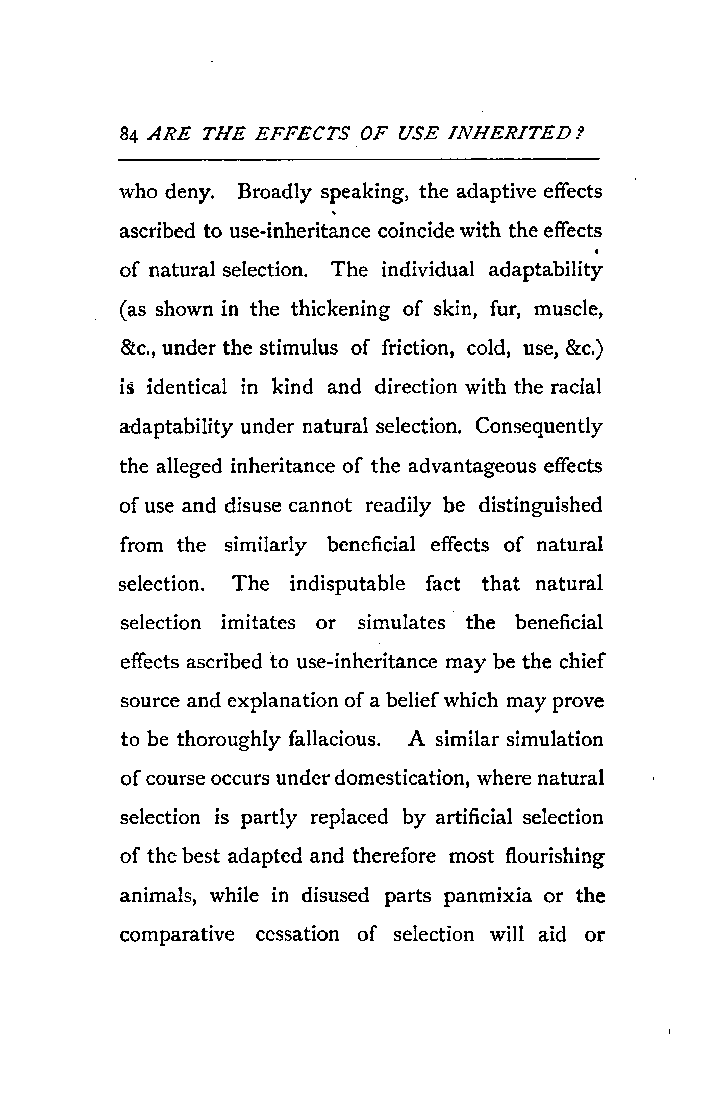 84 ARE THE EFFECTS OF USE INHERITED?
who deny. Broadly speaking, the adaptive effects
ascribed to use-inheritance coincide with the effects
of natural selection. The individual adaptability
(as shown in the thickening of skin, fur, muscle,
&c., under the stimulus of friction, cold, use, &c.)
is identical in kind and direction with the racial
adaptability under natural selection. Consequently
the alleged inheritance of the advantageous effects
of use and disuse cannot readily be distinguished
from the similarly beneficial effects of natural
selection. The indisputable fact that natural
selection imitates or simulates the beneficial
effects ascribed to use-inheritance may be the chief
source and explanation of a belief which may prove
to be thoroughly fallacious. A similar simulation
of course occurs under domestication, where natural
selection is partly replaced by artificial selection
of the best adapted and therefore most flourishing
animals, while in disused parts panmixia or the
comparative cessation of selection will aid or